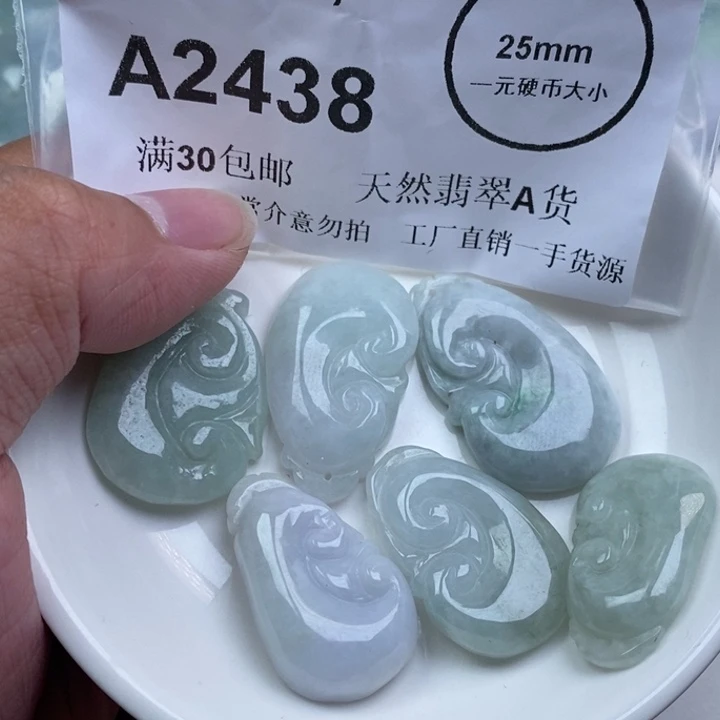 A2438
25mm
一元硬币大小
满30包邮
天然翡翠A货
介意勿拍
工厂直销一手货源